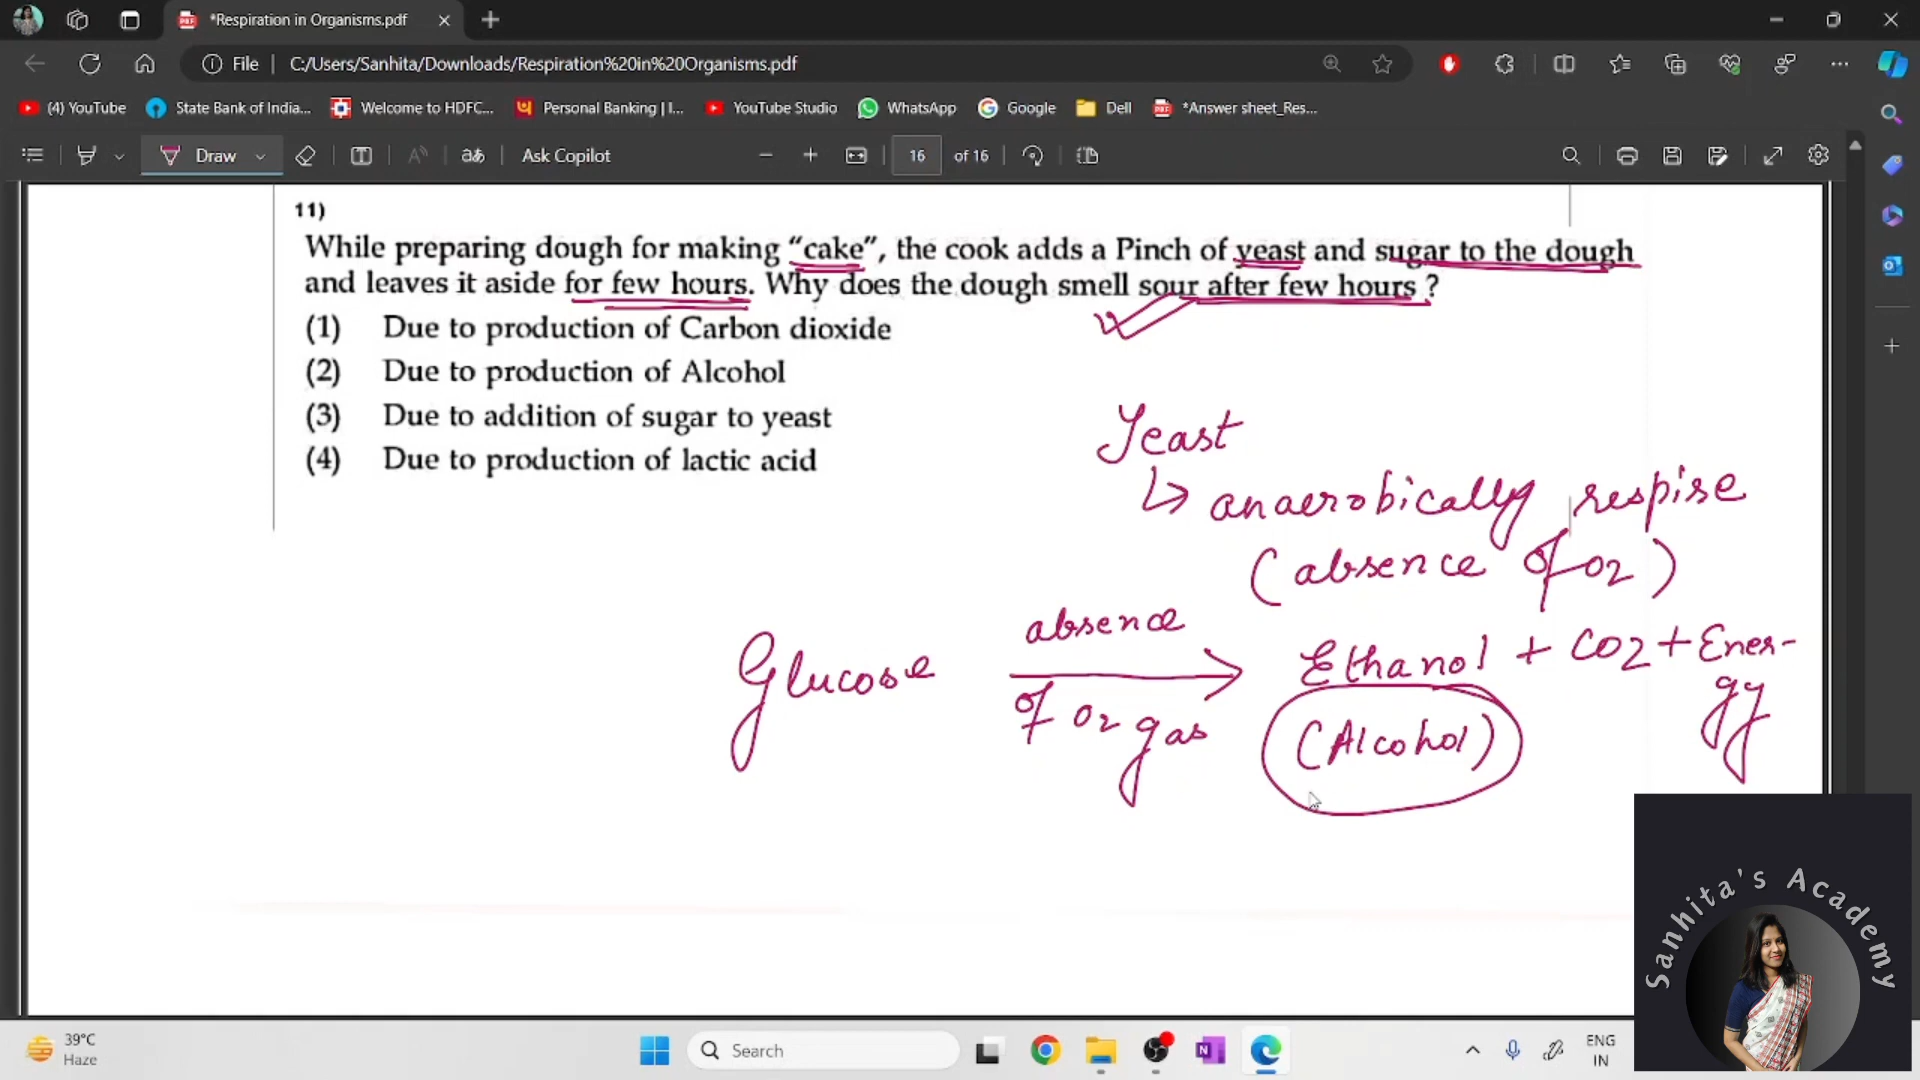 *Respiration in Organisms.pdf
File
C:/Users/Sanhita/Downloads/Respiration%20in%20Organisms.pdf
(4) YouTube
State Bank of India...
Welcome to HDFC...
Personal Banking | I...
YouTube Studio
WhatsApp
Google
Dell
*Answer sheet_Res...
Draw
Ask Copilot
16
of 16
11)
While preparing dough for making “cake”, the cook adds a Pinch of yeast and sugar to the dough
and leaves it aside for few hours. Why does the dough smell sour after few hours ?
(1) Due to production of Carbon dioxide
(2) Due to production of Alcohol
(3) Due to addition of sugar to yeast
(4) Due to production of lactic acid
Yeast
↳ anaerobically respire
(absence of O2)
Glucose
absence
of O2 gas
Ethanol + CO2 + Ener-
gy
(Alcohol)
Sanhita's Academy
39°C
Haze
Search
ENG
IN